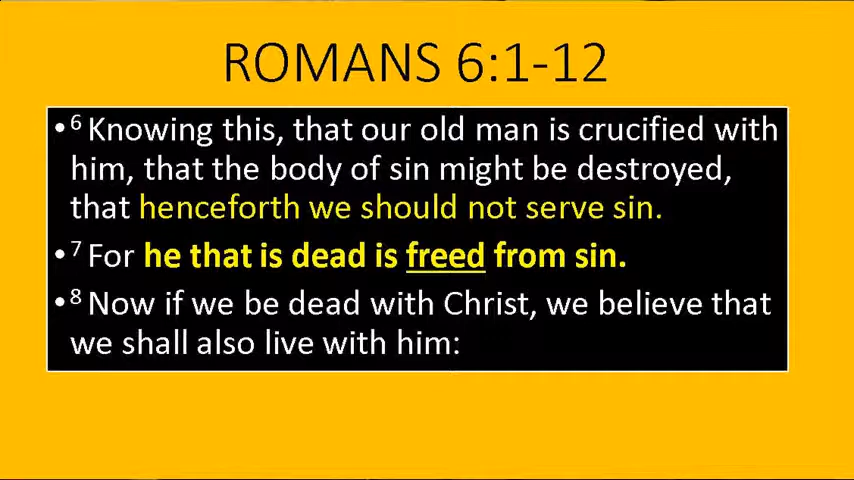 ROMANS 6:1-12
•⁶ Knowing this, that our old man is crucified with
him, that the body of sin might be destroyed,
that henceforth we should not serve sin.
•⁷ For he that is dead is freed from sin.
•⁸ Now if we be dead with Christ, we believe that
we shall also live with him: